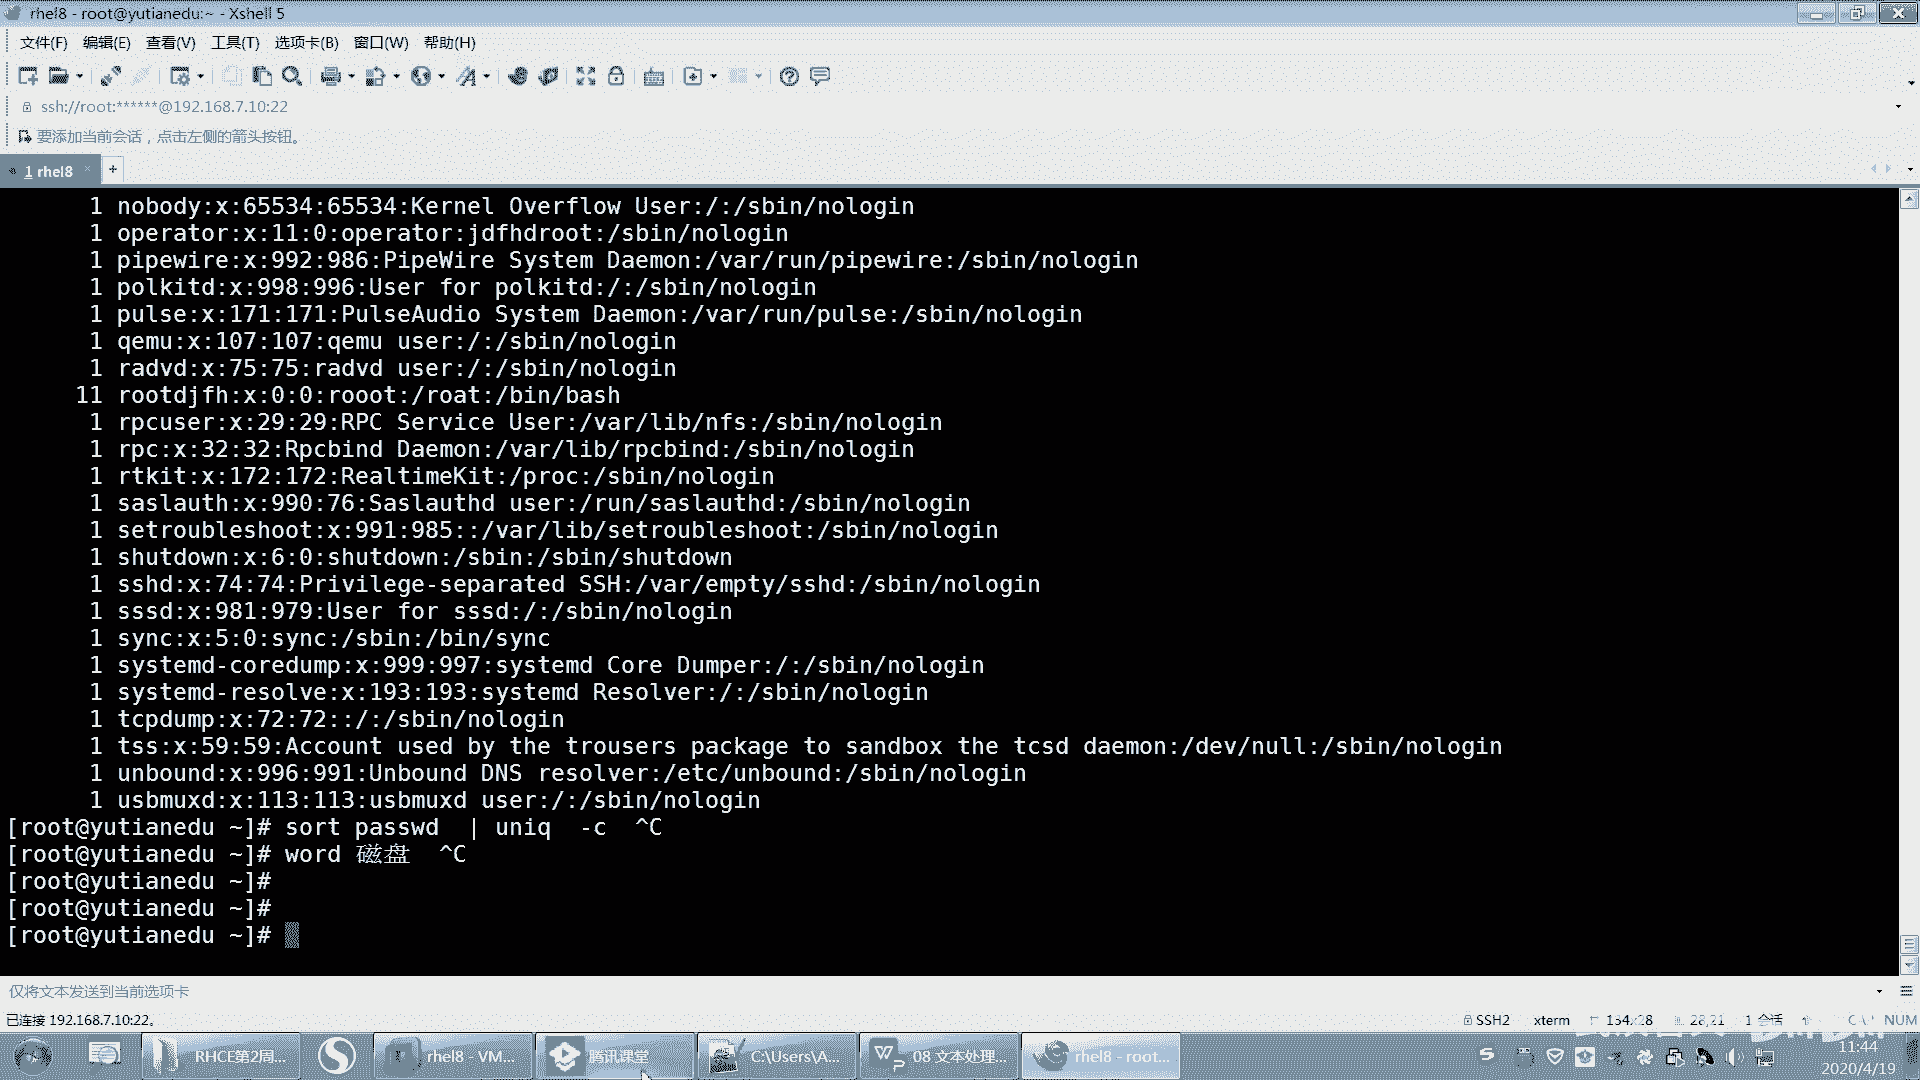 rhel8 - root@yutianedu:~ - Xshell 5
文件(F) 编辑(E) 查看(V) 工具(T) 选项卡(B) 窗口(W) 帮助(H)
ssh://root:******@192.168.7.10:22
要添加当前会话，点击左侧的箭头按钮。
1 rhel8
1 nobody:x:65534:65534:Kernel Overflow User:/:/sbin/nologin
1 operator:x:11:0:operator:jdfhdroot:/sbin/nologin
1 pipewire:x:992:986:PipeWire System Daemon:/var/run/pipewire:/sbin/nologin
1 polkitd:x:998:996:User for polkitd:/:/sbin/nologin
1 pulse:x:171:171:PulseAudio System Daemon:/var/run/pulse:/sbin/nologin
1 qemu:x:107:107:qemu user:/:/sbin/nologin
1 radvd:x:75:75:radvd user:/:/sbin/nologin
11 rootdjfh:x:0:0:rooot:/roat:/bin/bash
1 rpcuser:x:29:29:RPC Service User:/var/lib/nfs:/sbin/nologin
1 rpc:x:32:32:Rpcbind Daemon:/var/lib/rpcbind:/sbin/nologin
1 rtkit:x:172:172:RealtimeKit:/proc:/sbin/nologin
1 saslauth:x:990:76:Saslauthd user:/run/saslauthd:/sbin/nologin
1 setroubleshoot:x:991:985::/var/lib/setroubleshoot:/sbin/nologin
1 shutdown:x:6:0:shutdown:/sbin:/sbin/shutdown
1 sshd:x:74:74:Privilege-separated SSH:/var/empty/sshd:/sbin/nologin
1 sssd:x:981:979:User for sssd:/:/sbin/nologin
1 sync:x:5:0:sync:/sbin:/bin/sync
1 systemd-coredump:x:999:997:systemd Core Dumper:/:/sbin/nologin
1 systemd-resolve:x:193:193:systemd Resolver:/:/sbin/nologin
1 tcpdump:x:72:72::/:/sbin/nologin
1 tss:x:59:59:Account used by the trousers package to sandbox the tcsd daemon:/dev/null:/sbin/nologin
1 unbound:x:996:991:Unbound DNS resolver:/etc/unbound:/sbin/nologin
1 usbmuxd:x:113:113:usbmuxd user:/:/sbin/nologin
[root@yutianedu ~]# sort passwd | uniq -c ^C
[root@yutianedu ~]# word 磁盘 ^C
[root@yutianedu ~]#
[root@yutianedu ~]#
[root@yutianedu ~]#
仅将文本发送到当前选项卡
已连接 192.168.7.10:22。 SSH2 xterm 134x28 28,21 1 会话 NUM
RHCE第2周... rhel8 - VM... 腾讯课堂 C:\Users\A... 08 文本处理... rhel8 - root...
11:44
2020/4/19